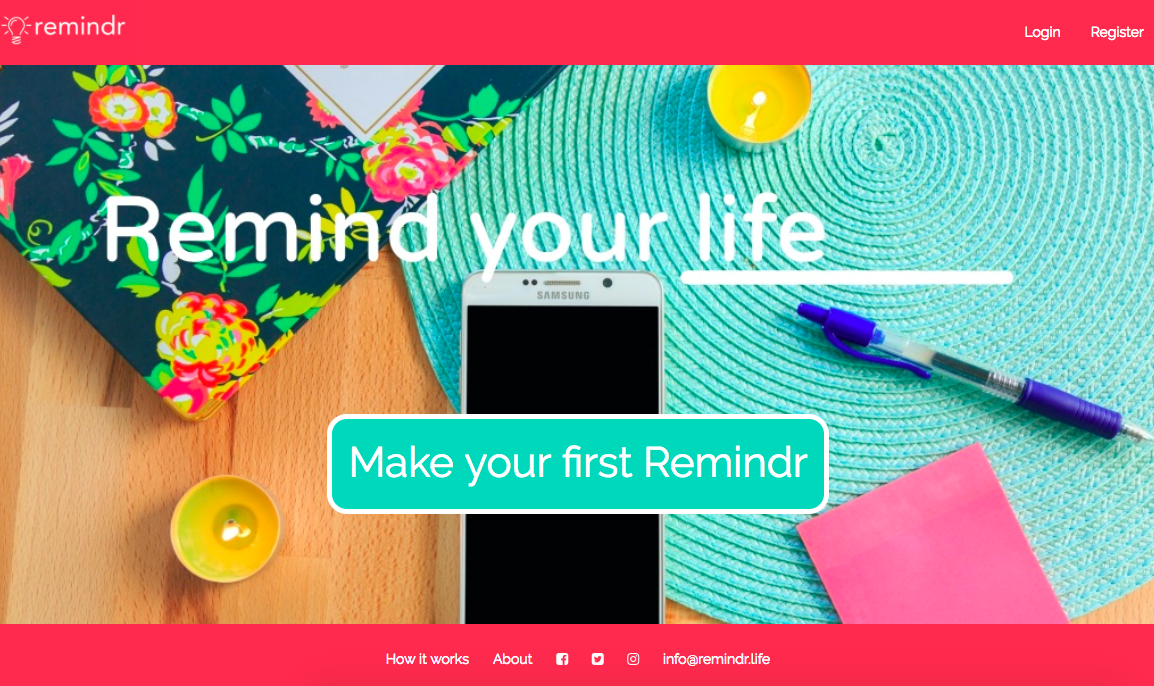 remindr
Login Register
Remind your life
SAMSUNG
Make your first Remindr
How it works About info@remindr.life